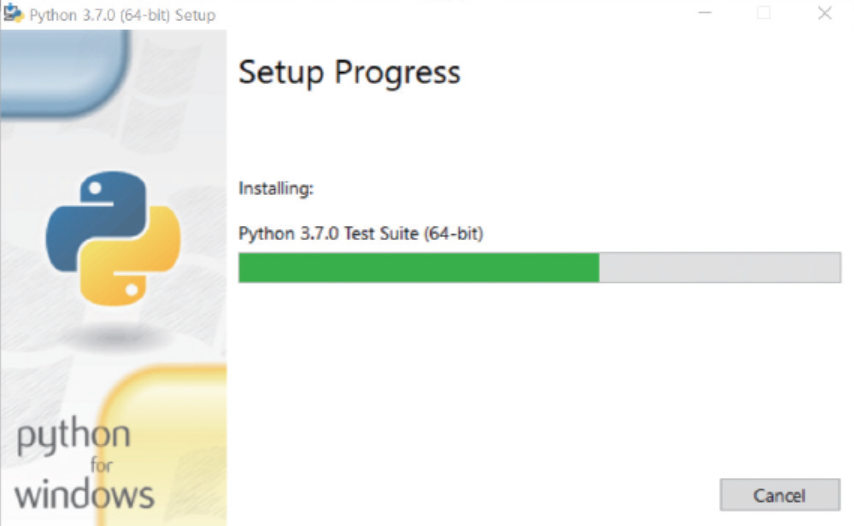 Python 3.7.0 (64-bit) Setup
Setup Progress
Installing:
Python 3.7.0 Test Suite (64-bit)
python
for
windows
Cancel